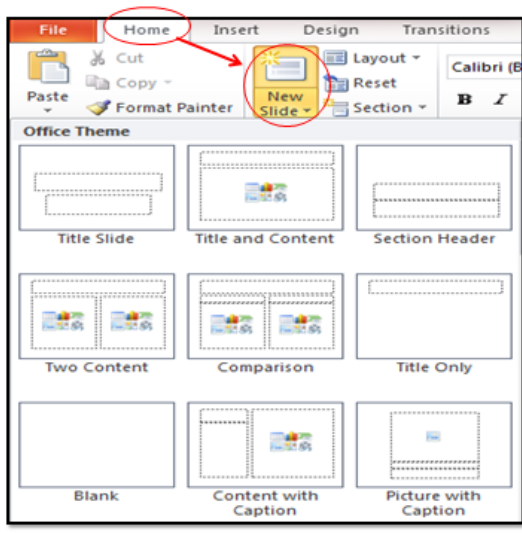 File Home Insert Design Transitions
Cut
Copy
Format Painter
Paste
New
Slide
Layout
Reset
Section
Calibri (B
B I
Office Theme
Title Slide Title and Content Section Header
Two Content Comparison Title Only
Blank Content with Caption Picture with Caption